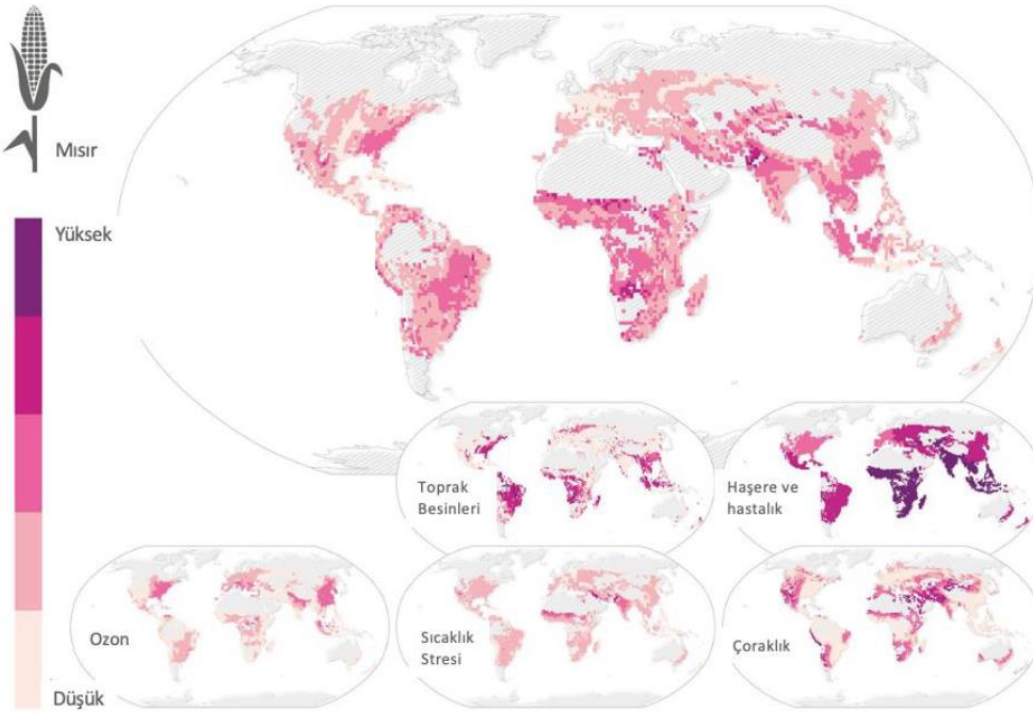 Mısır
Yüksek
Düşük
Toprak
Besinleri
Haşere ve
hastalık
Ozon
Sıcaklık
Stresi
Çoraklık